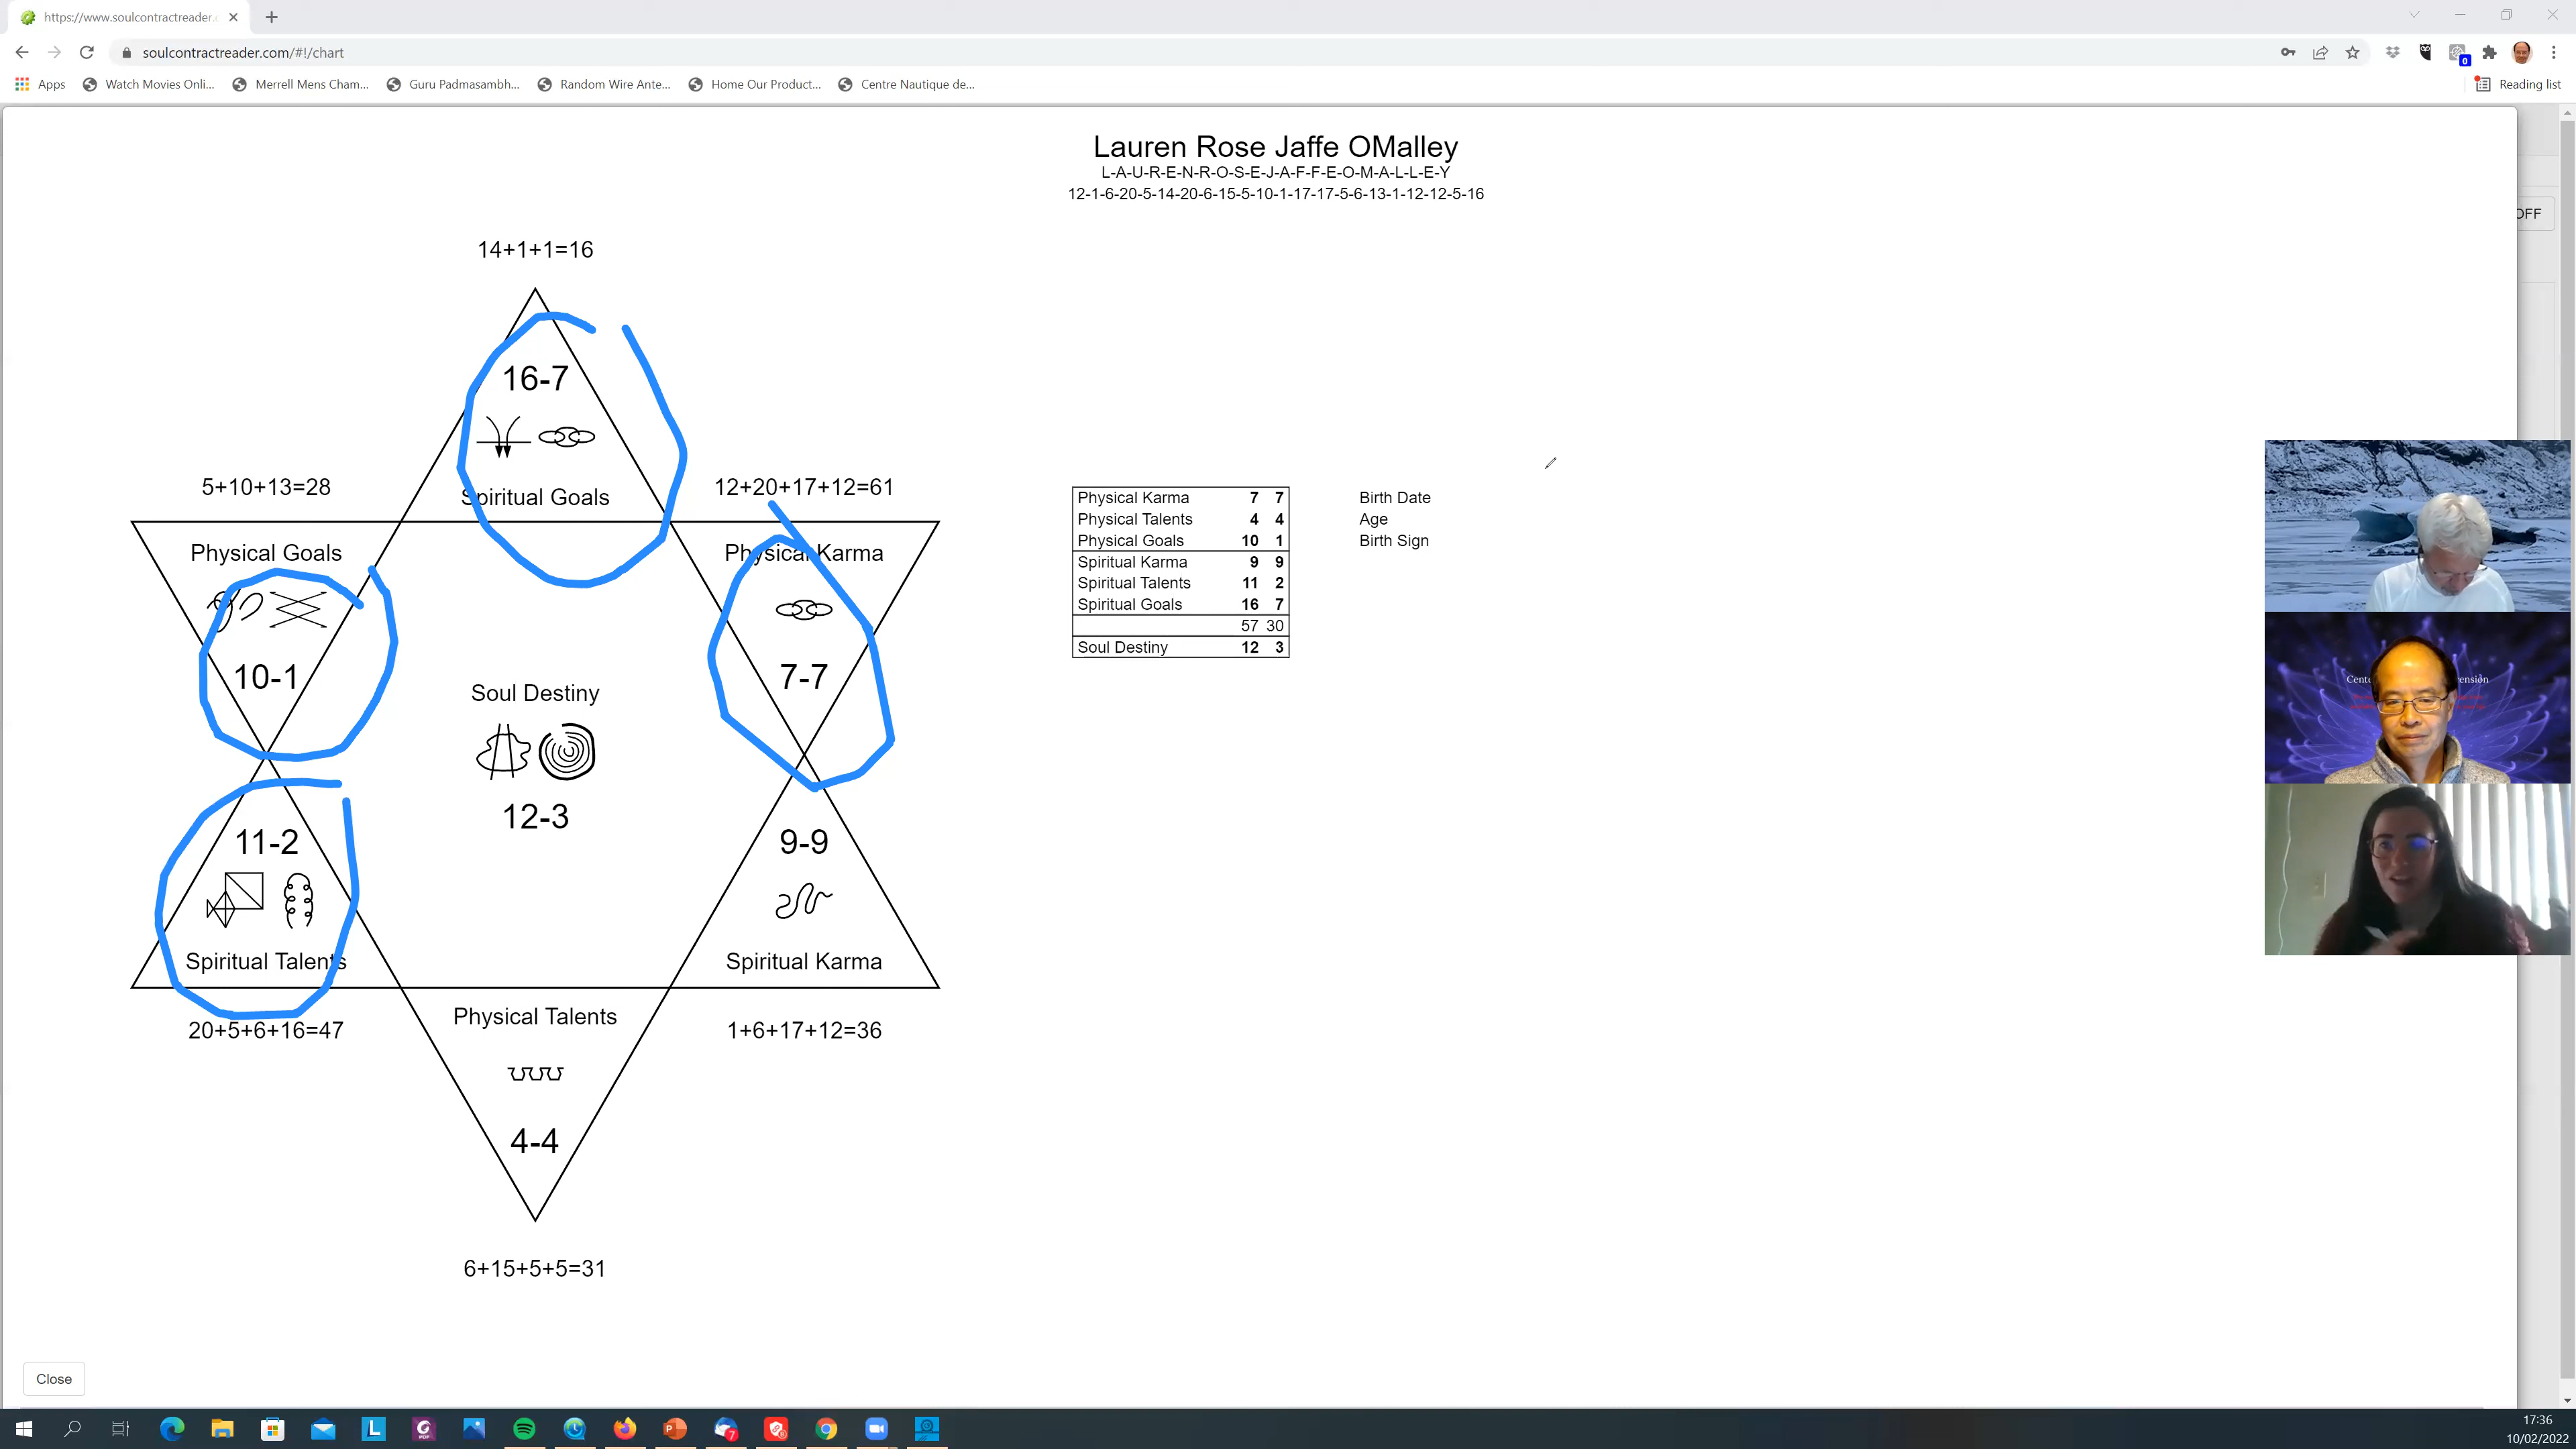 https://www.soulcontractreader.
soulcontractreader.com/#!/chart
0
Apps
Watch Movies Onli...
Merrell Mens Cham...
Guru Padmasambh...
Random Wire Ante...
Home Our Product...
Centre Nautique de...
Reading list
Lauren Rose Jaffe OMalley
L-A-U-R-E-N-R-O-S-E-J-A-F-F-E-O-M-A-L-L-E-Y
12-1-6-20-5-14-20-6-15-5-10-1-17-17-5-6-13-1-12-12-5-16
OFF
14+1+1=16
16-7
Spiritual Goals
5+10+13=28
12+20+17+12=61
Physical Goals
Physical Karma
10-1
7-7
Soul Destiny
12-3
11-2
9-9
Spiritual Talents
Spiritual Karma
20+5+6+16=47
Physical Talents
1+6+17+12=36
4-4
6+15+5+5=31
Physical Karma 7 7
Physical Talents 4 4
Physical Goals 10 1
Spiritual Karma 9 9
Spiritual Talents 11 2
Spiritual Goals 16 7
57 30
Soul Destiny 12 3
Birth Date
Age
Birth Sign
Close
L
PDF
P
7
17:36
10/02/2022